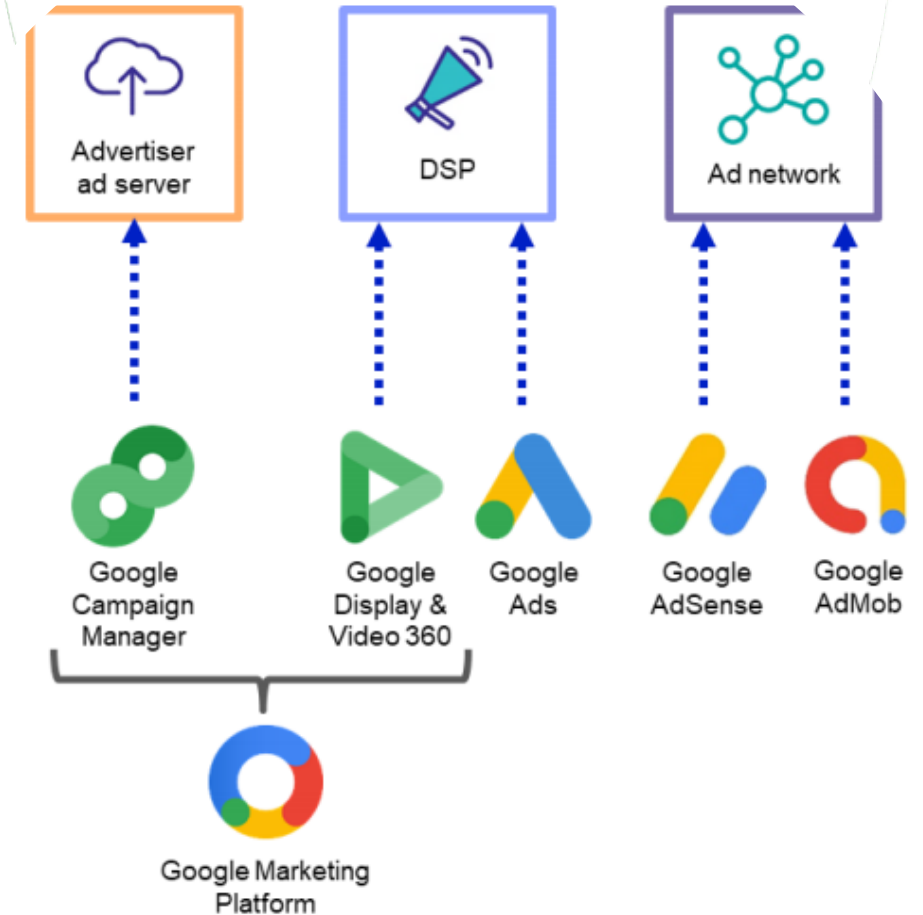 Advertiser
ad server
DSP
Ad network
Google
Campaign
Manager
Google
Display &
Video 360
Google
Ads
Google
AdSense
Google
AdMob
Google Marketing
Platform